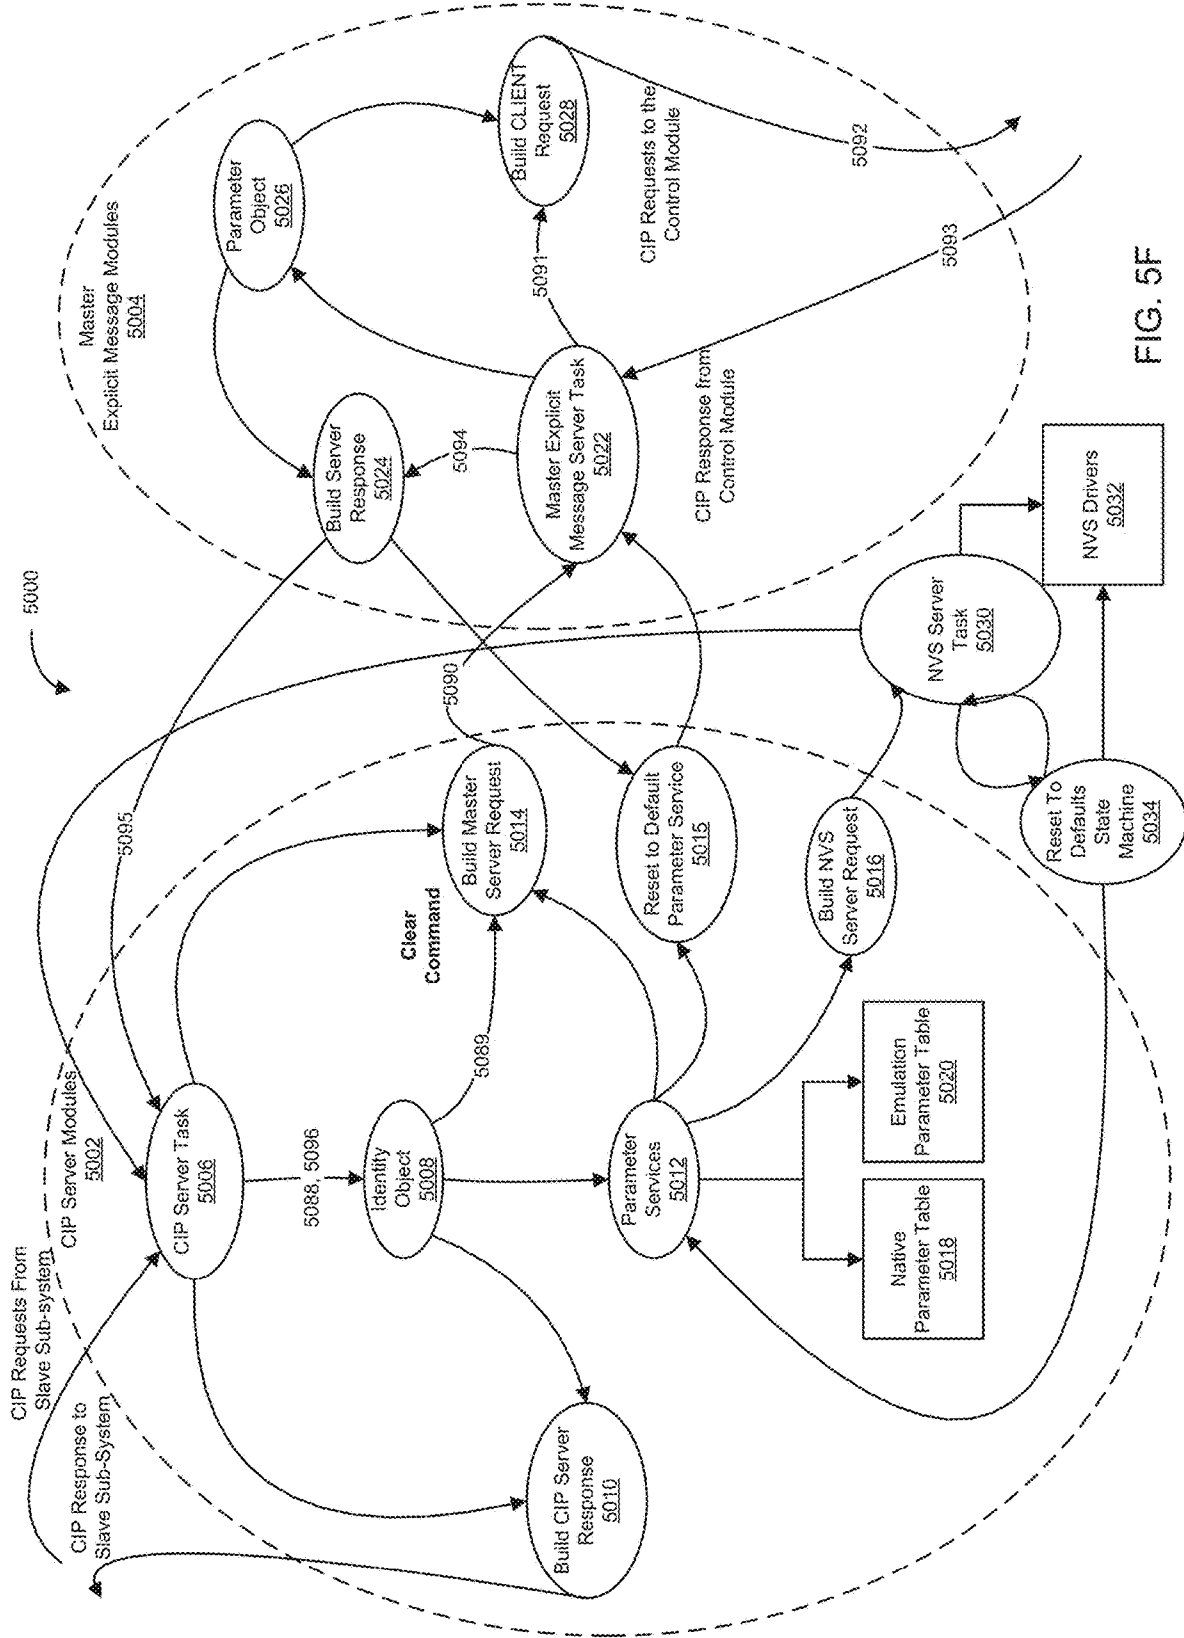 5000
CIP Requests From
Slave Sub-system
CIP Response to
Slave Sub-System
CIP Server Modules
5002
CIP Server Task
5006
5088, 5096
Identity
Object
5008
Build CIP Server
Response
5010
5089
Clear
Command
Build Master
Server Request
5014
5090
5095
Parameter
Services
5012
Reset to Default
Parameter Service
5015
Build NVS
Server Request
5016
Native
Parameter Table
5018
Emulation
Parameter Table
5020
Master
Explicit Message Modules
5004
Build Server
Response
5024
5094
Master Explicit
Message Server Task
5022
Parameter
Object
5026
5091
Build CLIENT
Request
5028
CIP Requests to the
Control Module
5092
5093
CIP Response from
Control Module
NVS Server
Task
5030
NVS Drivers
5032
Reset To
Defaults
State
Machine
5034
FIG. 5F